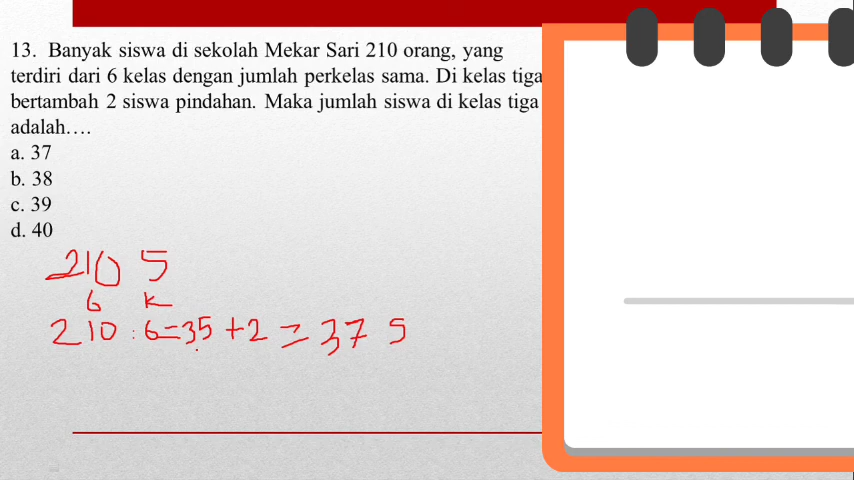 13. Banyak siswa di sekolah Mekar Sari 210 orang, yang
terdiri dari 6 kelas dengan jumlah perkelas sama. Di kelas tiga
bertambah 2 siswa pindahan. Maka jumlah siswa di kelas tiga
adalah….
a. 37
b. 38
c. 39
d. 40
210 S
6 K
210 : 6 = 35 + 2 = 37 S